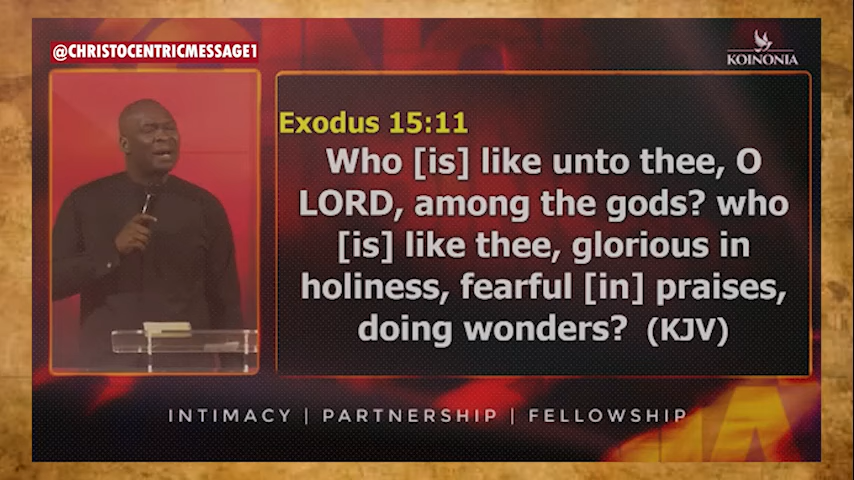 @CHRISTOCENTRICMESSAGE1
KOINONIA
Exodus 15:11
Who [is] like unto thee, O
LORD, among the gods? who
[is] like thee, glorious in
holiness, fearful [in] praises,
doing wonders? (KJV)
INTIMACY | PARTNERSHIP | FELLOWSHIP